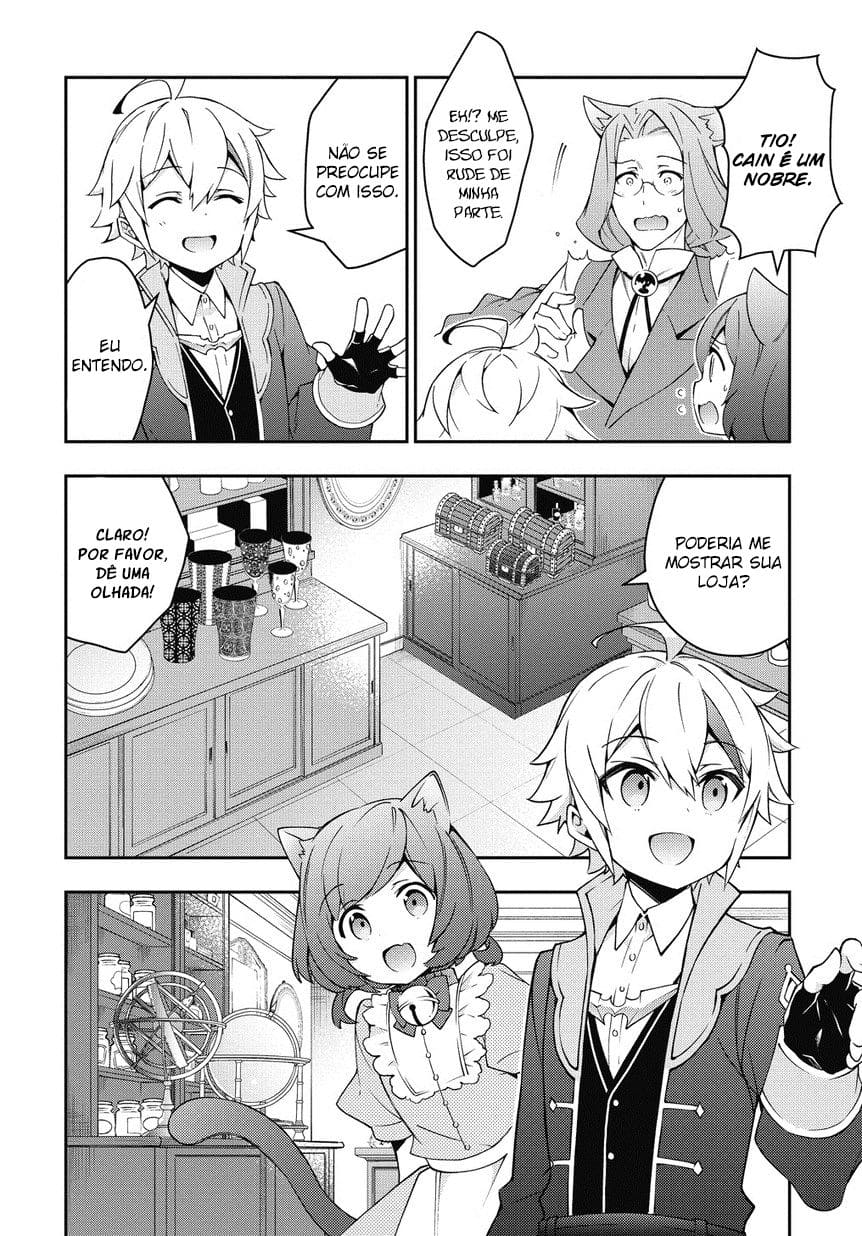 TIO!
CAIN É UM
NOBRE.
EH!? ME
DESCULPE,
ISSO FOI
RUDE DE
MINHA
PARTE.
NÃO SE
PREOCUPE
COM ISSO.
EU
ENTENDO.
PODERIA ME
MOSTRAR SUA
LOJA?
CLARO!
POR FAVOR,
DÊ UMA
OLHADA!